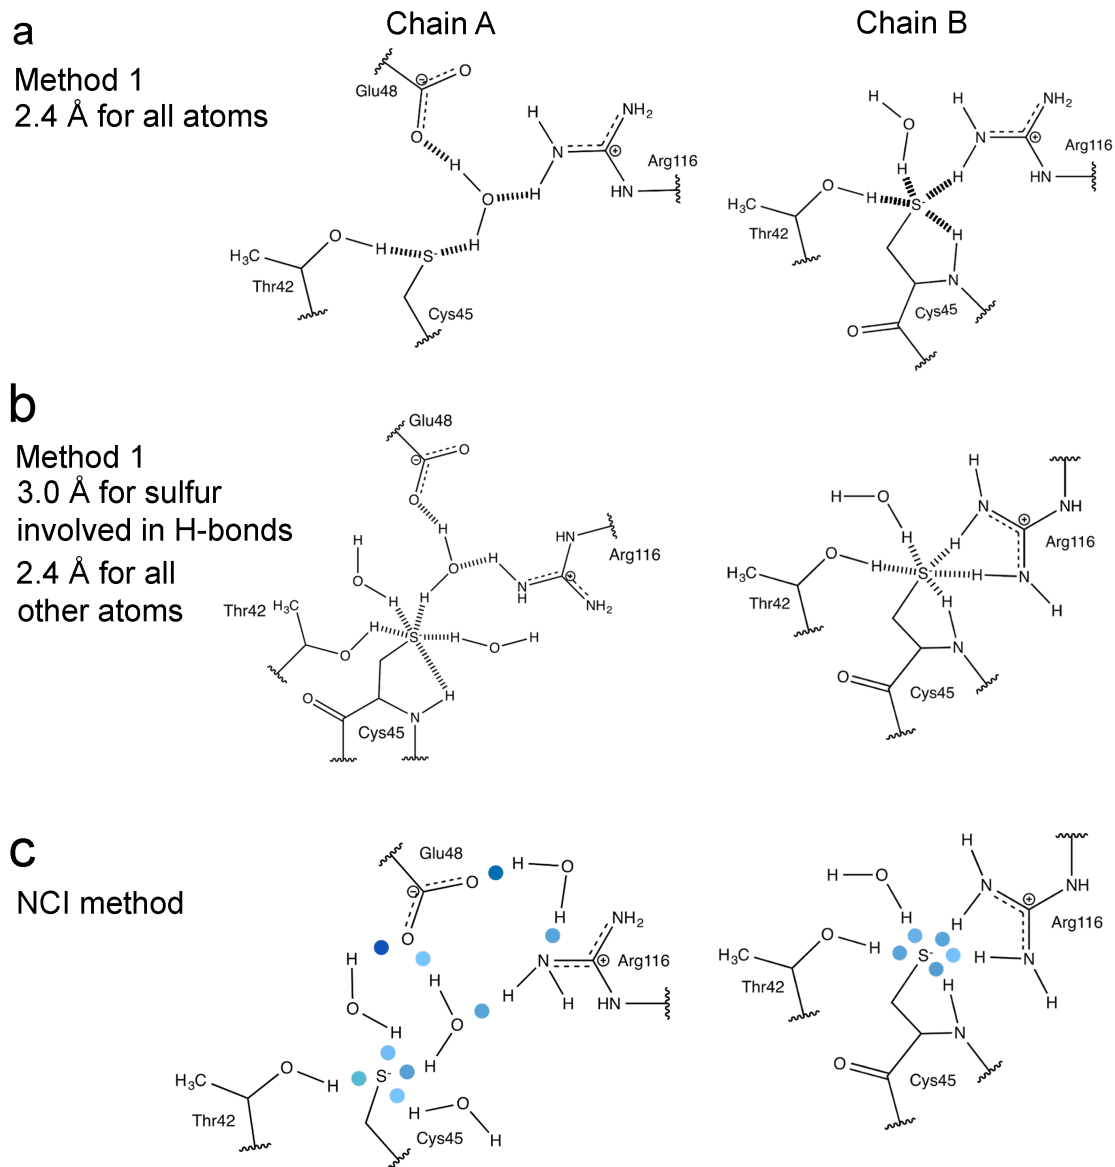 a
Chain A
Chain B
Method 1
2.4 Å for all atoms
Glu48
⊖
O
O
H
H
N
NH2
⊕
Arg116
HN
H
O
H
O
H
S-
H3C
Thr42
Cys45
H
O
H
H
N
NH2
⊕
Arg116
HN
H
O
H
S-
H3C
Thr42
H
N
Cys45
O
b
Method 1
3.0 Å for sulfur
involved in H-bonds
2.4 Å for all
other atoms
Glu48
⊖
O
O
H
H
HN
Arg116
O
H
N
H
⊕
NH2
H
O
H
H
Thr42
H3C
H
S
H
O
H
O
H
O
N
Cys45
H
O
H
H
N
NH
⊕
Arg116
H
O
H
S-
H
N
H
H3C
Thr42
H
N
O
Cys45
c
NCI method
Glu48
⊖
O
O
H
O
H
H
O
H
H
O
H
N
NH2
⊕
Arg116
H
H
HN
H3C
Thr42
O
H
S-
H
O
H
Cys45
H
O
H
H
N
NH
⊕
Arg116
H
O
H
S-
H
N
H
H3C
Thr42
H
N
O
Cys45